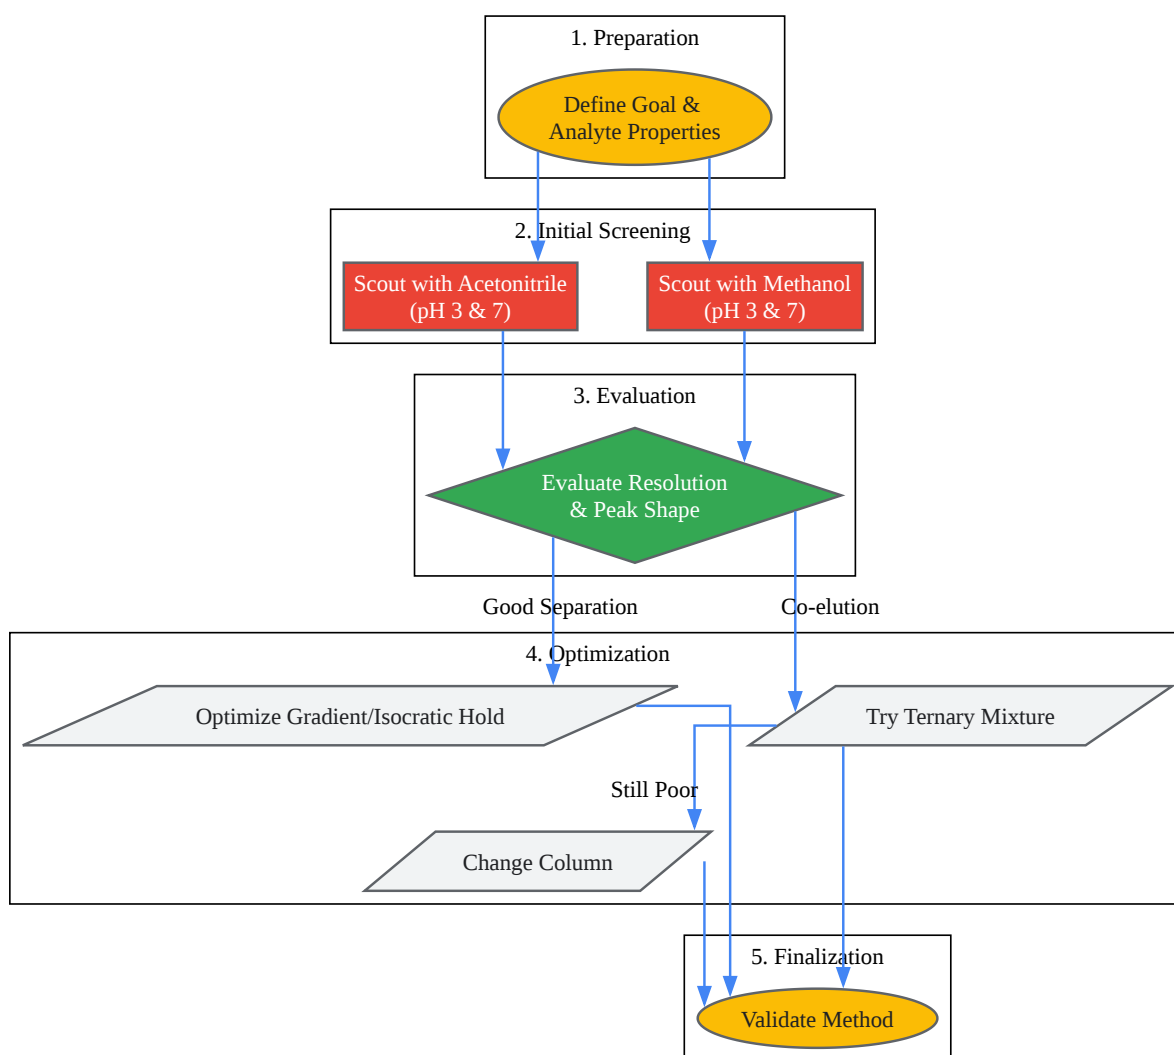 1. Preparation
Define Goal &
Analyte Properties
2. Initial Screening
Scout with Acetonitrile
(pH 3 & 7)
Scout with Methanol
(pH 3 & 7)
3. Evaluation
Evaluate Resolution
& Peak Shape
Good Separation
Co-elution
4. Optimization
Optimize Gradient/Isocratic Hold
Try Ternary Mixture
Still Poor
Change Column
5. Finalization
Validate Method